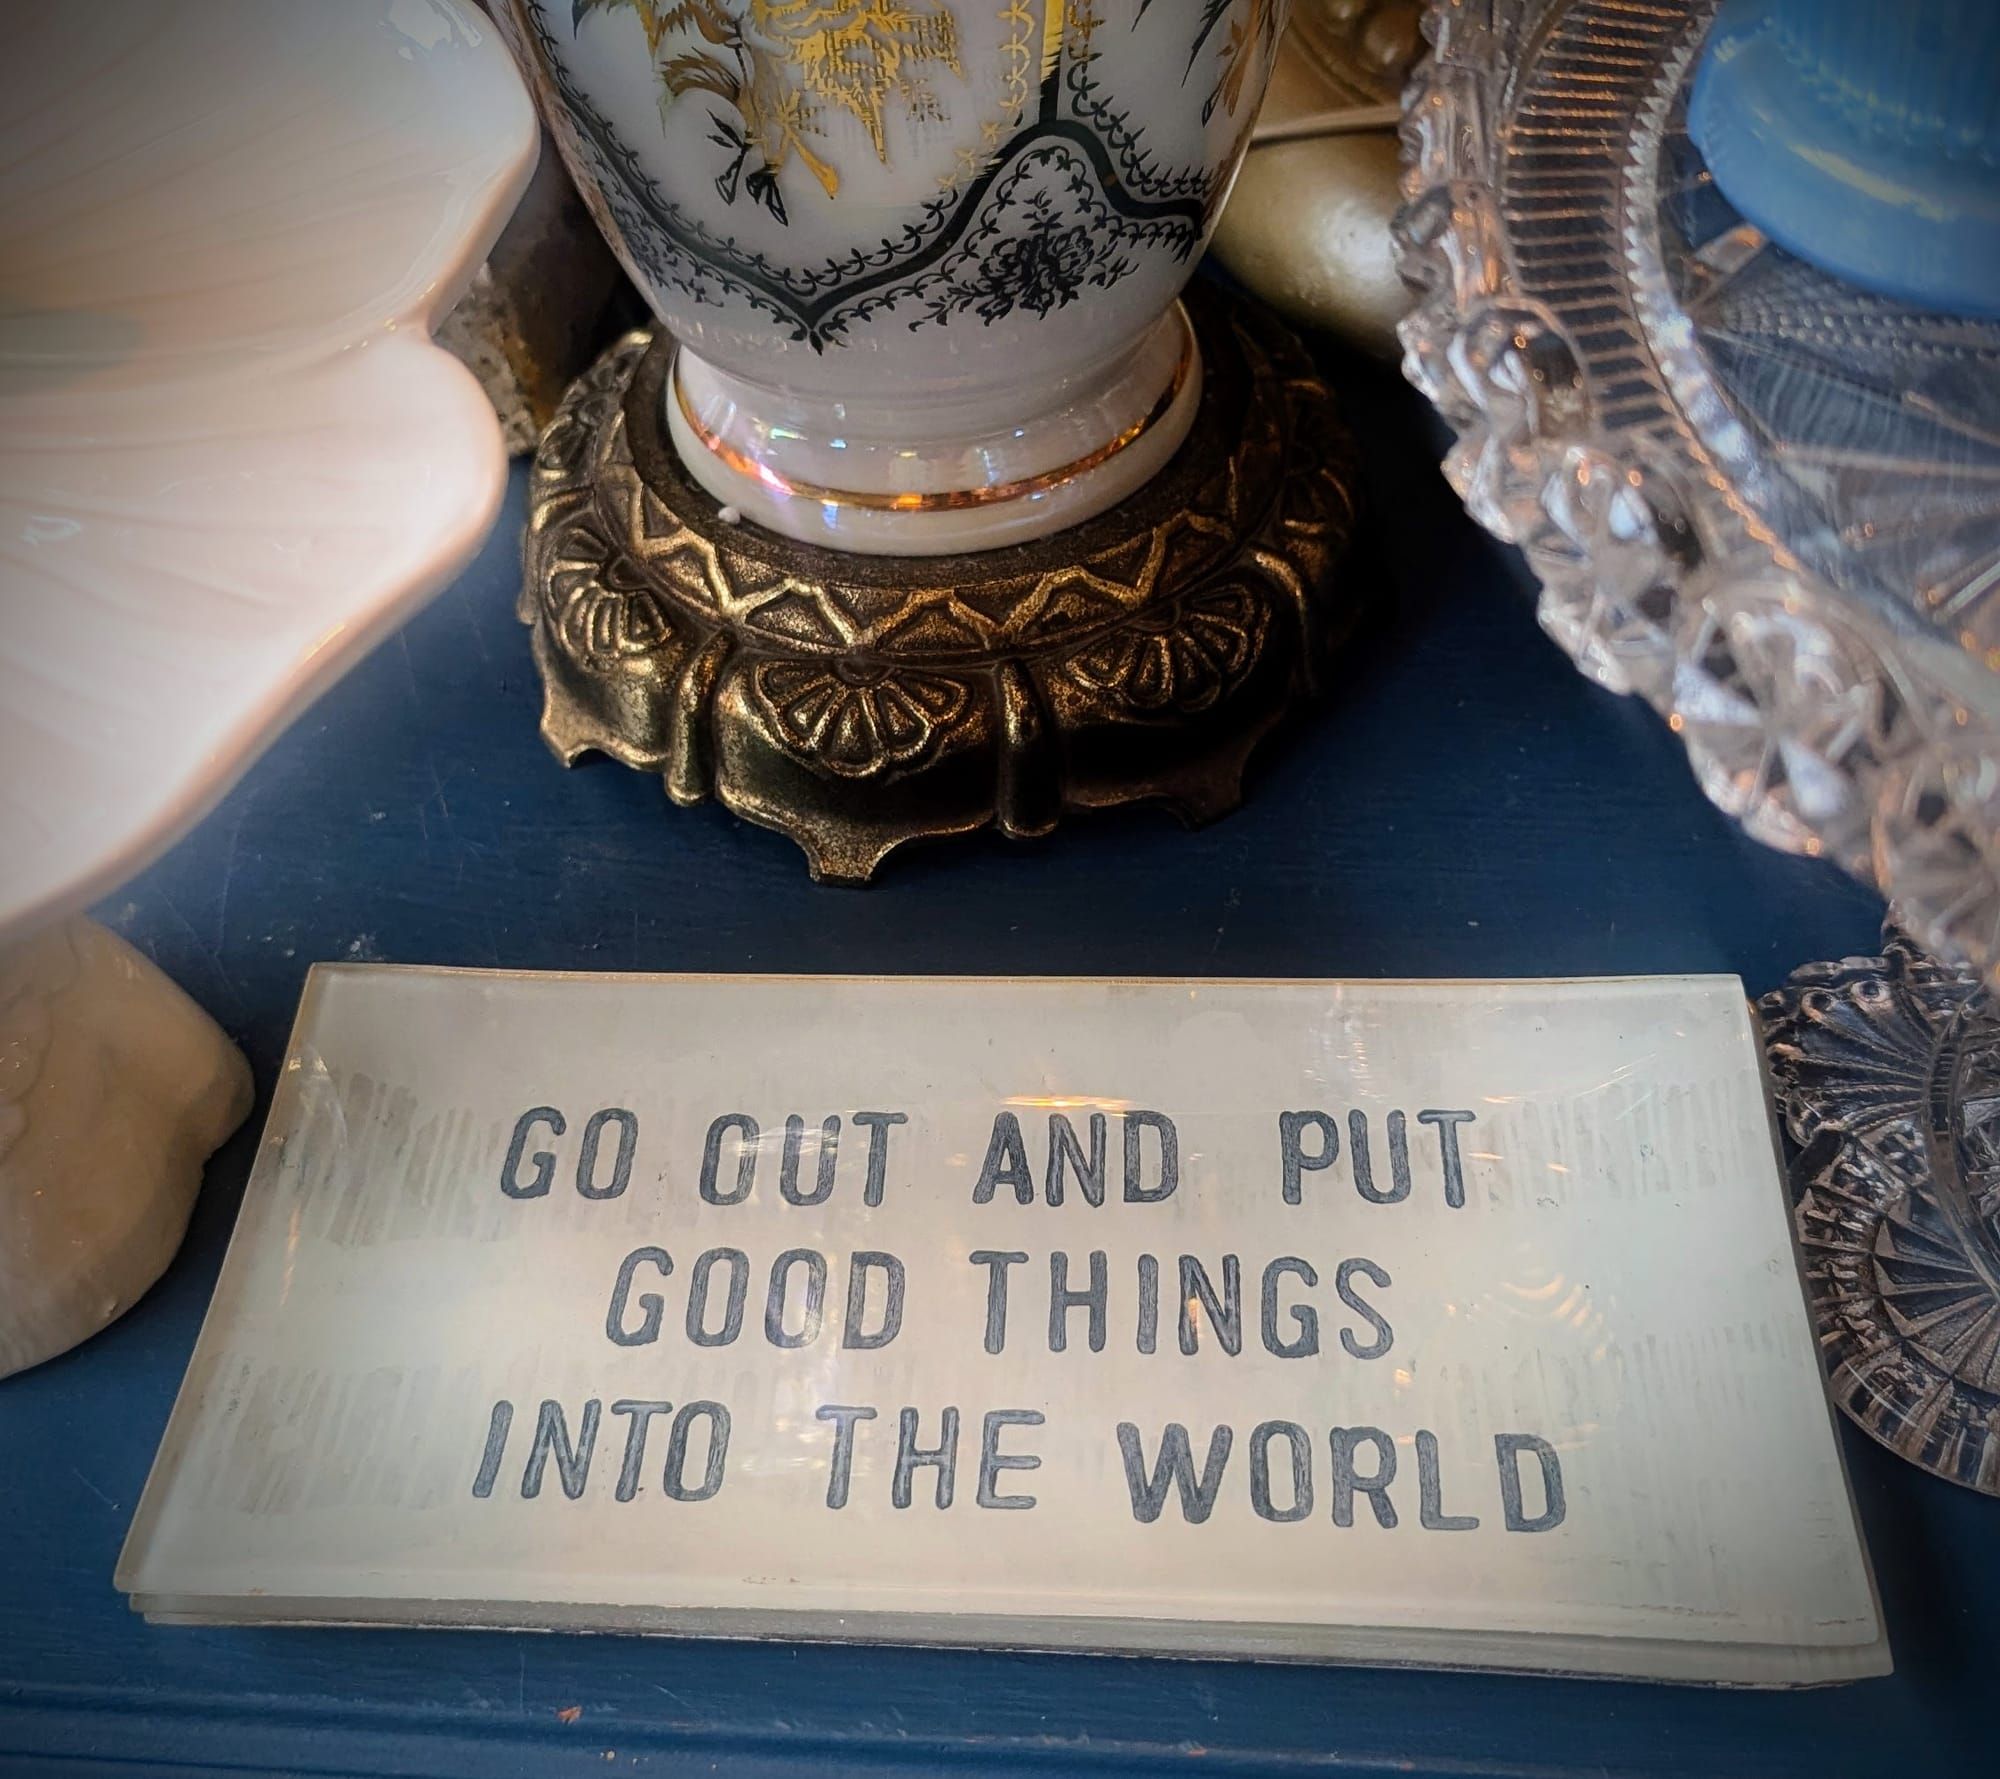 GO OUT AND PUT
GOOD THINGS
INTO THE WORLD